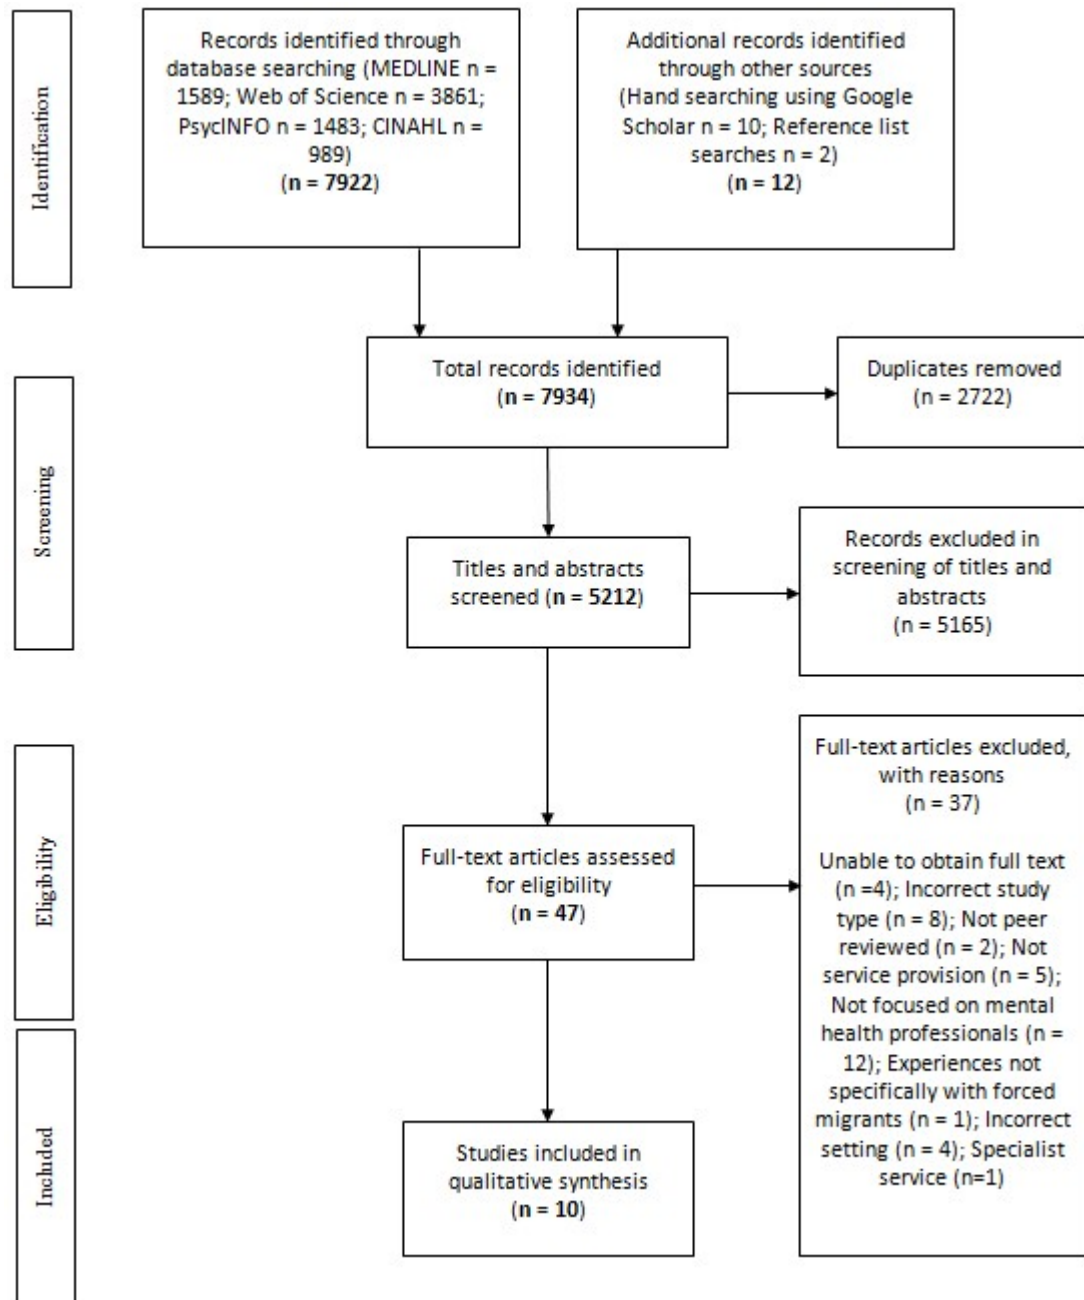 Identification
Records identified through
database searching (MEDLINE n =
1589; Web of Science n = 3861;
PsycINFO n = 1483; CINAHL n =
989)
(n = 7922)
Additional records identified
through other sources
(Hand searching using Google
Scholar n = 10; Reference list
searches n = 2)
(n = 12)
Screening
Total records identified
(n = 7934)
Duplicates removed
(n = 2722)
Titles and abstracts
screened (n = 5212)
Records excluded in
screening of titles and
abstracts
(n = 5165)
Eligibility
Full-text articles assessed
for eligibility
(n = 47)
Full-text articles excluded,
with reasons
(n = 37)
Unable to obtain full text
(n =4); Incorrect study
type (n = 8); Not peer
reviewed (n = 2); Not
service provision (n = 5);
Not focused on mental
health professionals (n =
12); Experiences not
specifically with forced
migrants (n = 1); Incorrect
setting (n = 4); Specialist
service (n=1)
Included
Studies included in
qualitative synthesis
(n = 10)